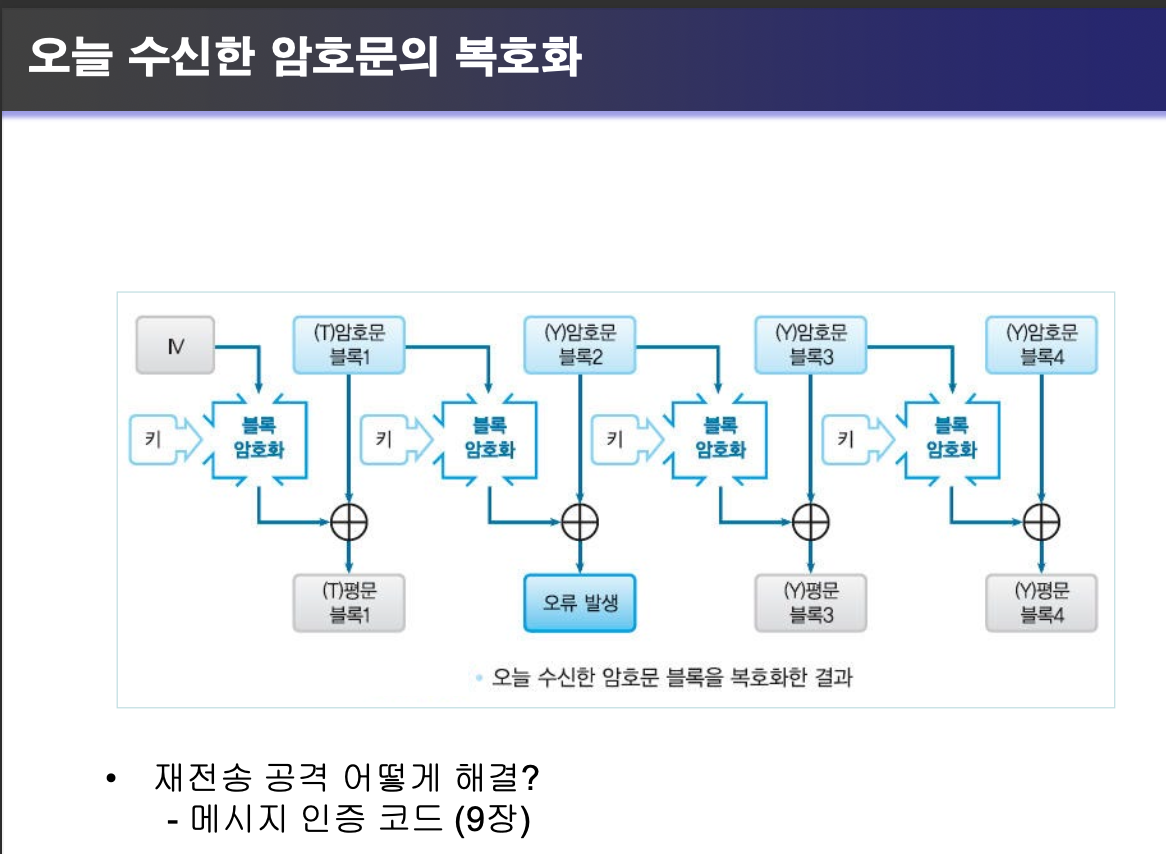 오늘 수신한 암호문의 복호화
IV
(T)암호문
블록1
(Y)암호문
블록2
(Y)암호문
블록3
(Y)암호문
블록4
키
블록
암호화
키
블록
암호화
키
블록
암호화
키
블록
암호화
(T)평문
블록1
오류 발생
(Y)평문
블록3
(Y)평문
블록4
• 오늘 수신한 암호문 블록을 복호화한 결과
• 재전송 공격 어떻게 해결?
- 메시지 인증 코드 (9장)